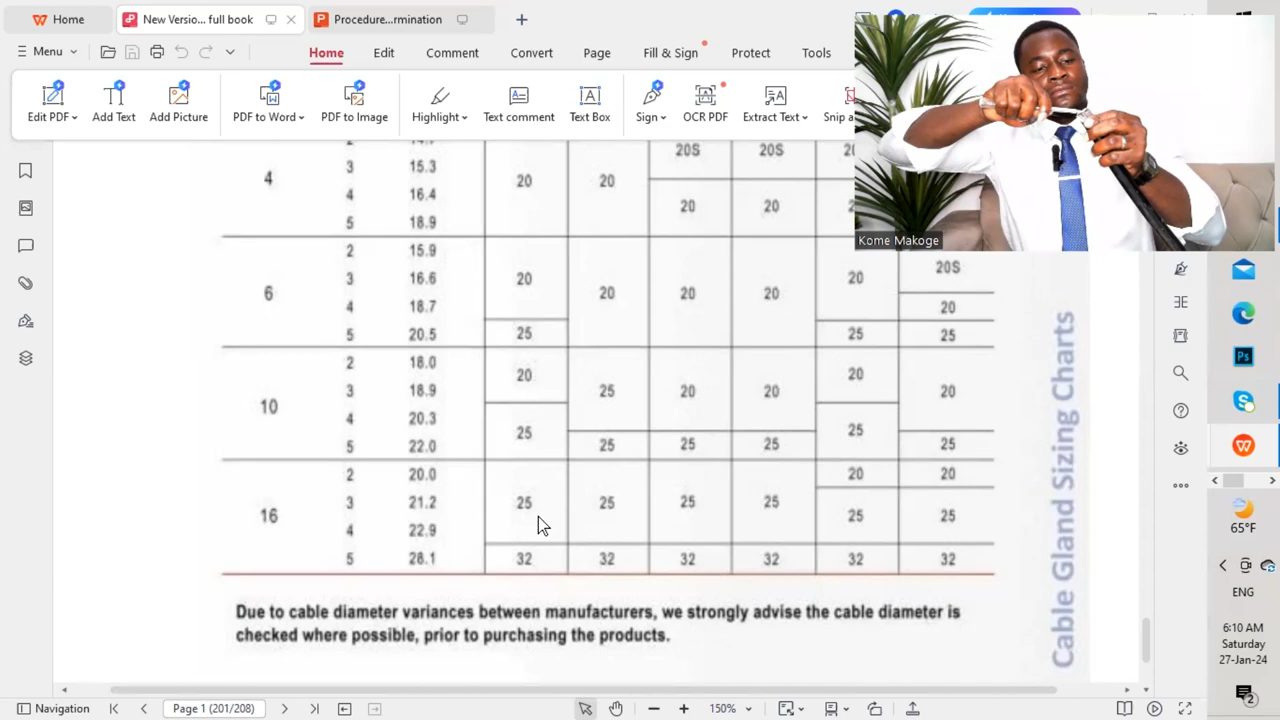 Home New Versio... full book Procedure...rmination
Menu Home Edit Comment Convert Page Fill & Sign Protect Tools
Edit PDF Add Text Add Picture PDF to Word PDF to Image Highlight Text comment Text Box Sign OCR PDF Extract Text Snip a
Kome Makoge
20S 20S
4 3 15.3 20 20
4 16.4
20 20
5 18.9
2 15.9
20S
3 16.6 20 20
6 20 20 20
4 18.7 20
5 20.5 25 25 25
2 18.0
20 20
3 18.9 25 20 20 20
10
4 20.3
25 25
5 22.0 25 25 25 25
2 20.0 20 20
3 21.2 25 25 25 25
16 25 25
4 22.9
5 26.1 32 32 32 32 32 32
Due to cable diameter variances between manufacturers, we strongly advise the cable diameter is
checked where possible, prior to purchasing the products.
Cable Gland Sizing Charts
Ps
65°F
ENG
6:10 AM
Saturday
27-Jan-24
2
Navigation Page 1 (201/208) 150%